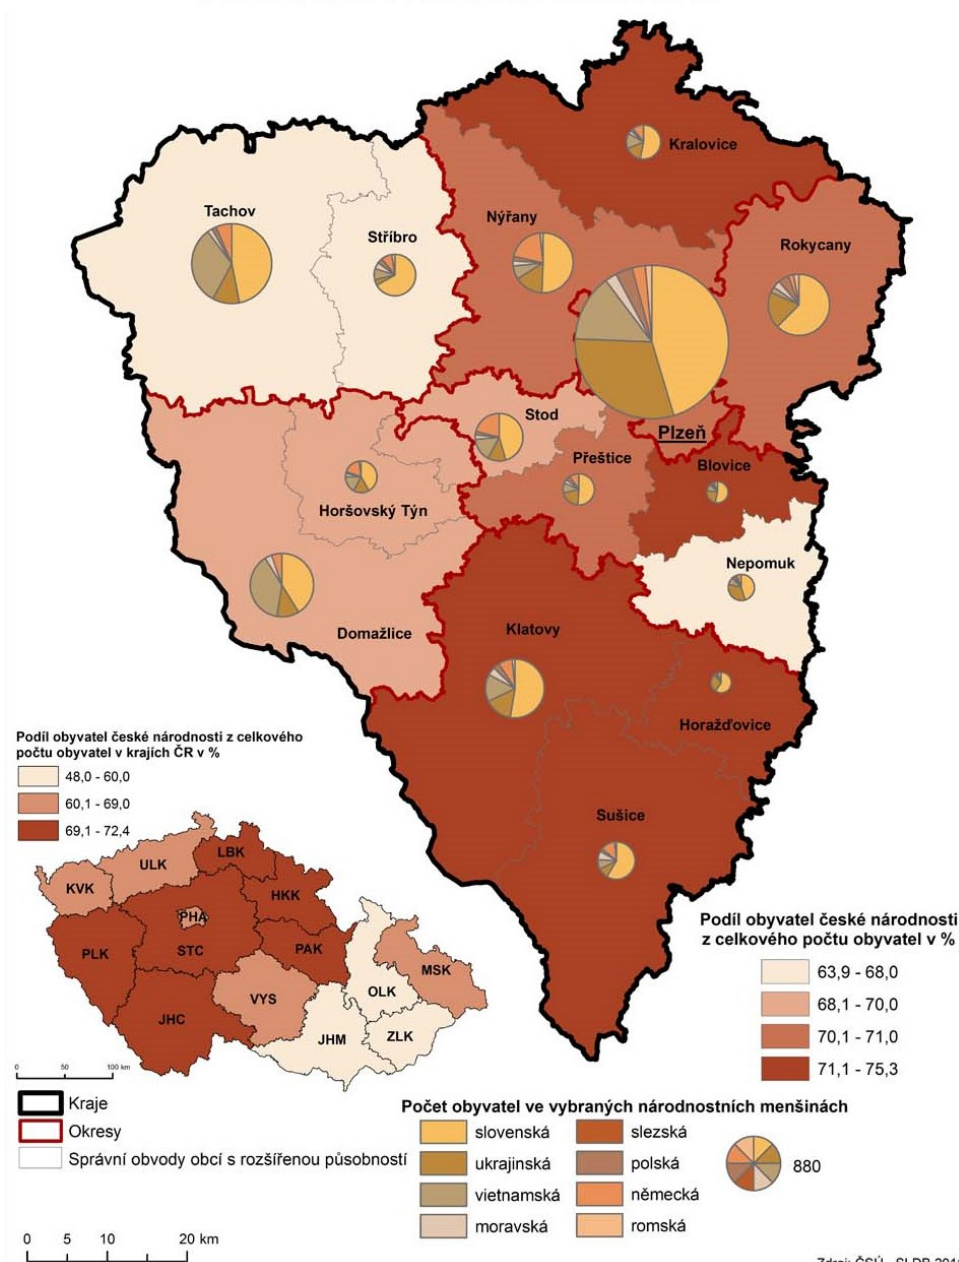 Kralovice
Tachov
Nýřany
Stříbro
Rokycany
Stod
Plzeň
Přeštice
Blovice
Horšovský Týn
Nepomuk
Domažlice
Klatovy
Horažďovice
Sušice
Podíl obyvatel české národnosti z celkového
počtu obyvatel v krajích ČR v %
48,0 - 60,0
60,1 - 69,0
69,1 - 72,4
LBK
ULK
KVK
HKK
PHA
PLK
STC
PAK
MSK
OLK
VYS
JHC
JHM
ZLK
0 50 100 km
Podíl obyvatel české národnosti
z celkového počtu obyvatel v %
63,9 - 68,0
68,1 - 70,0
70,1 - 71,0
71,1 - 75,3
Kraje
Okresy
Správní obvody obcí s rozšířenou působností
Počet obyvatel ve vybraných národnostních menšinách
slovenská
ukrajinská
vietnamská
moravská
slezská
polská
německá
romská
880
0 5 10 20 km